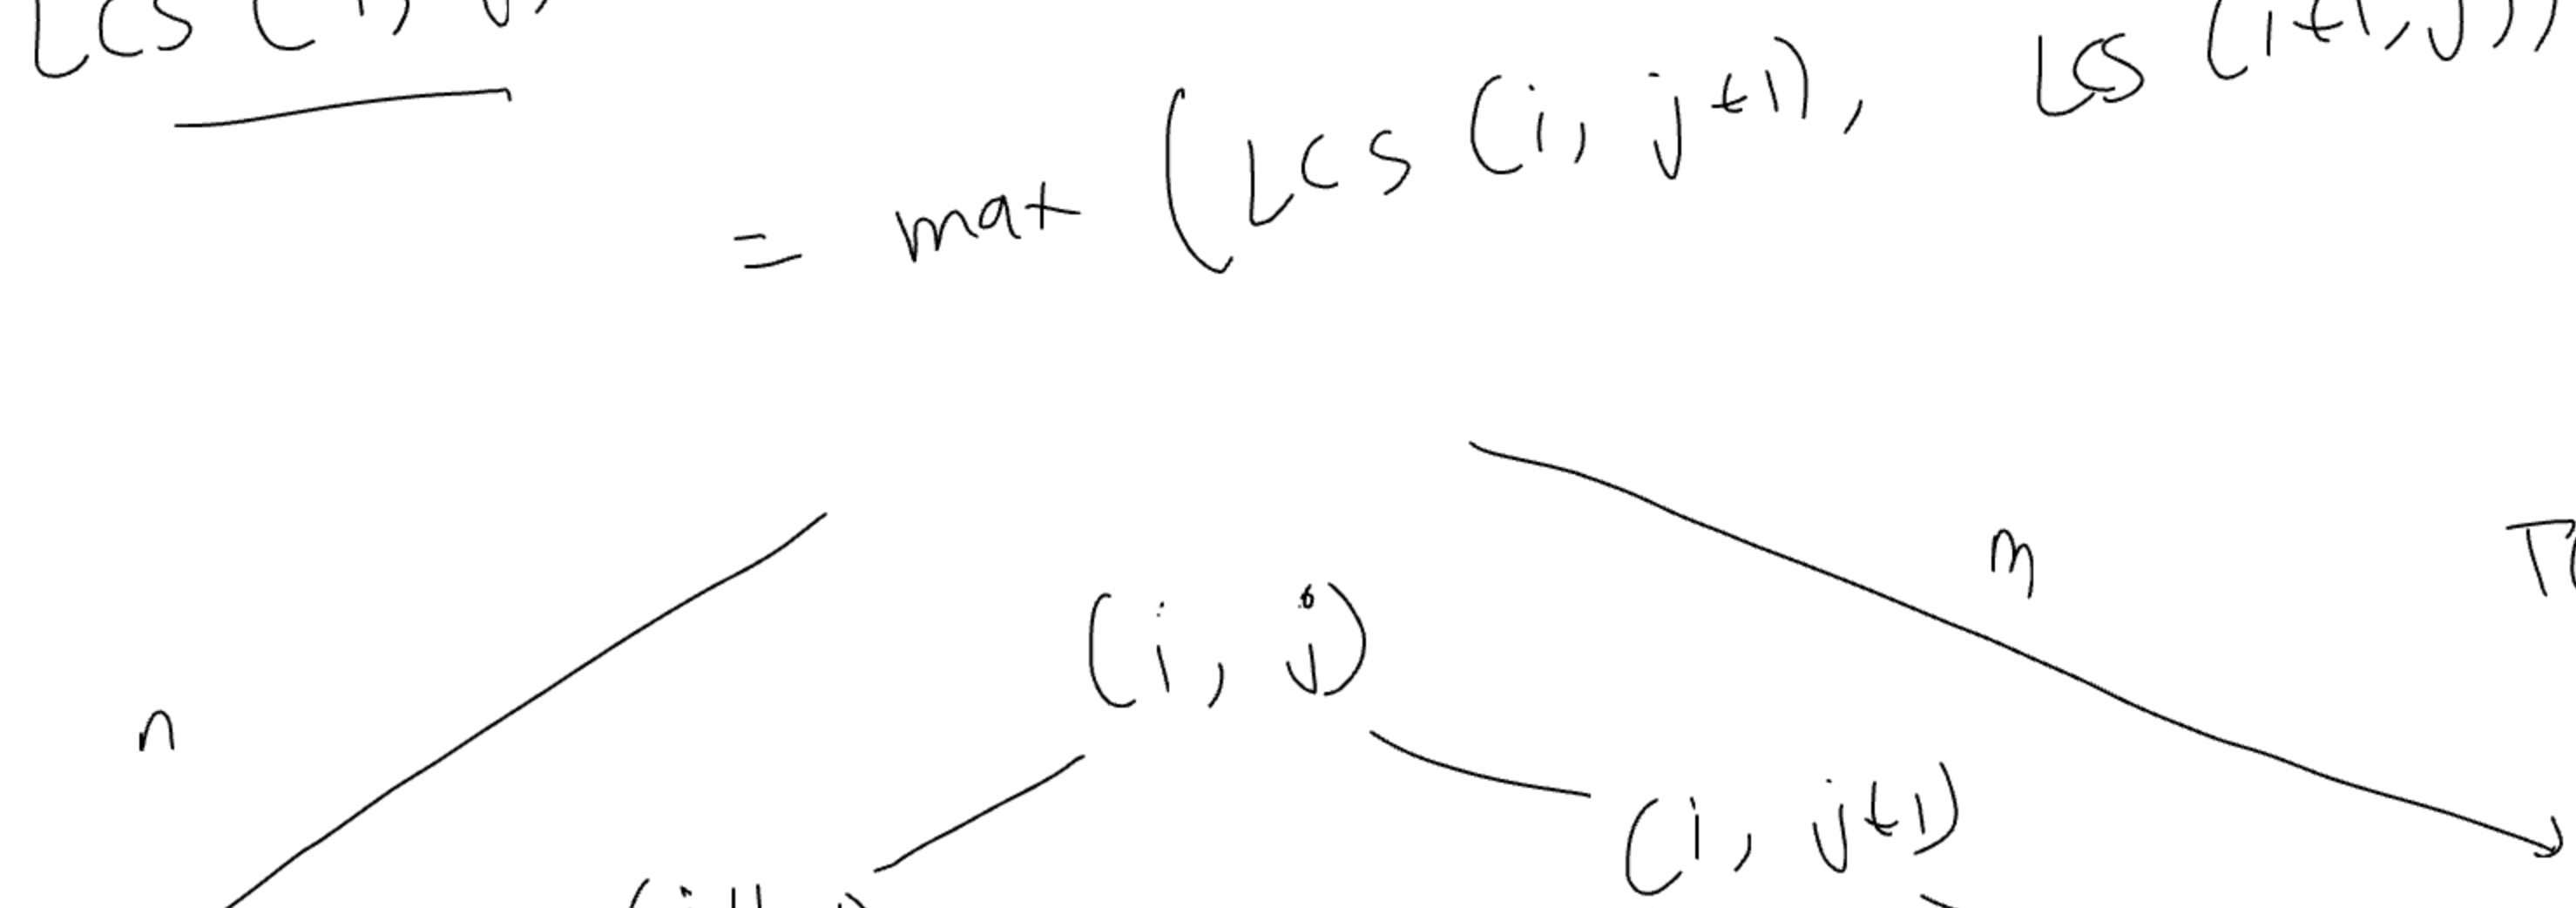 LCS (i, j)
= max (LCS (i, j+1), LCS (i+1, j))
m
(i, j)
n
(i, j+1)